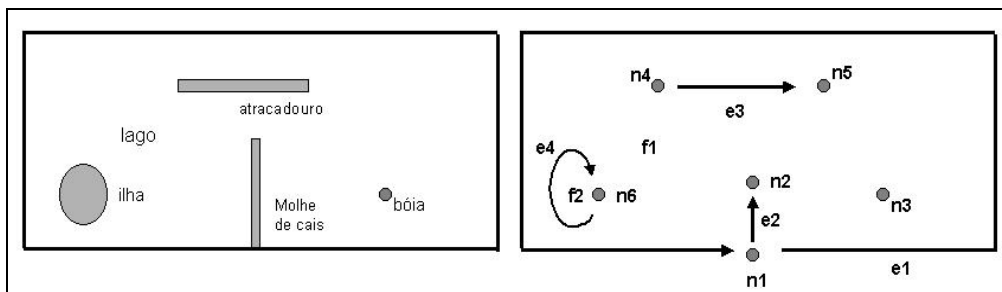 atracadouro
lago
ilha
Molhe
de cais
bóia
n4
n5
e3
e4
f1
f2
n6
n2
n3
e2
n1
e1